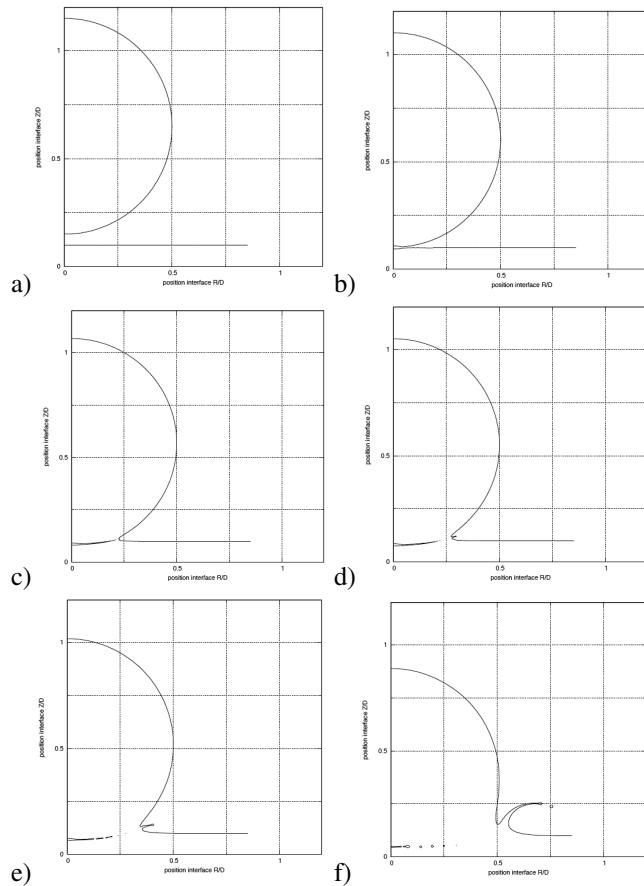 a)
position interface Z/D
1
0.5
0
0
0.5
1
position interface R/D
b)
position interface Z/D
1
0.5
0
0
0.5
1
position interface R/D
c)
position interface Z/D
1
0.5
0
0
0.5
1
position interface R/D
d)
position interface Z/D
1
0.5
0
0
0.5
1
position interface R/D
e)
position interface Z/D
1
0.5
0
0
0.5
1
position interface R/D
f)
position interface Z/D
1
0.5
0
0
0.5
1
position interface R/D